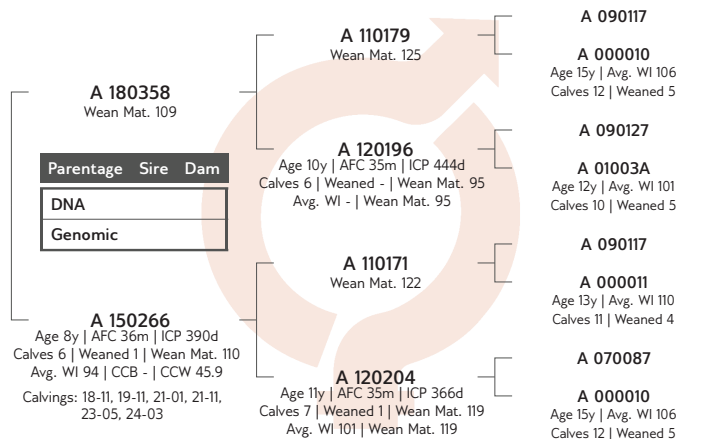 A 180358
Wean Mat. 109
Parentage Sire Dam
DNA
Genomic
A 150266
Age 8y | AFC 36m | ICP 390d
Calves 6 | Weaned 1 | Wean Mat. 110
Avg. WI 94 | CCB - | CCW 45.9
Calvings: 18-11, 19-11, 21-01, 21-11,
23-05, 24-03
A 110179
Wean Mat. 125
A 120196
Age 10y | AFC 35m | ICP 444d
Calves 6 | Weaned - | Wean Mat. 95
Avg. WI - | Wean Mat. 95
A 110171
Wean Mat. 122
A 120204
Age 11y | AFC 35m | ICP 366d
Calves 7 | Weaned 1 | Wean Mat. 119
Avg. WI 101 | Wean Mat. 119
A 090117
A 000010
Age 15y | Avg. WI 106
Calves 12 | Weaned 5
A 090127
A 01003A
Age 12y | Avg. WI 101
Calves 10 | Weaned 5
A 090117
A 000011
Age 13y | Avg. WI 110
Calves 11 | Weaned 4
A 070087
A 000010
Age 15y | Avg. WI 106
Calves 12 | Weaned 5